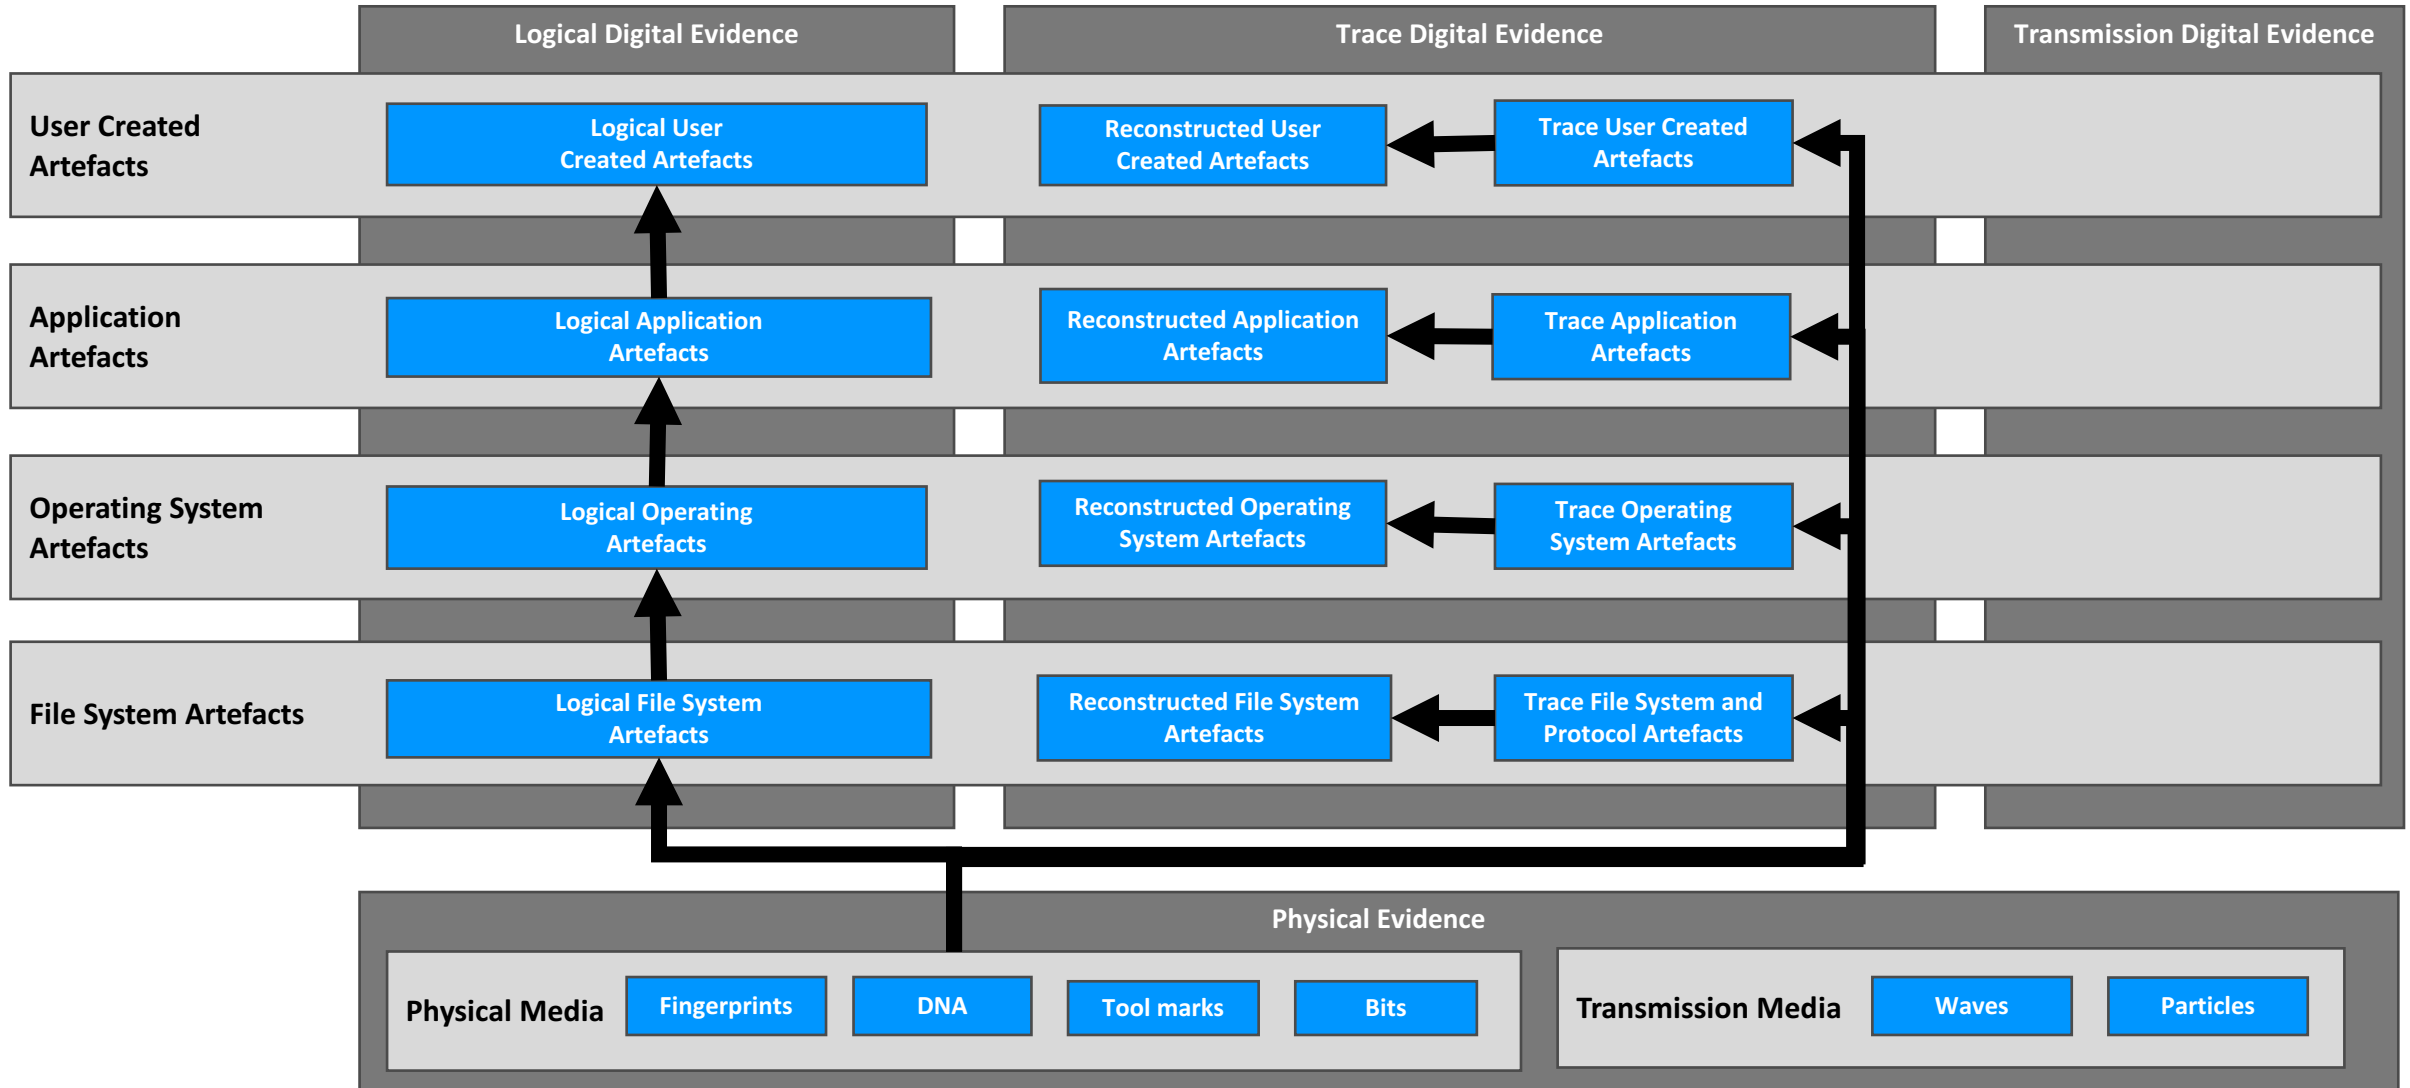 Logical Digital Evidence
Trace Digital Evidence
Transmission Digital Evidence
User Created
Artefacts
Logical User
Created Artefacts
Reconstructed User
Created Artefacts
Trace User Created
Artefacts
Application
Artefacts
Logical Application
Artefacts
Reconstructed Application
Artefacts
Trace Application
Artefacts
Operating System
Artefacts
Logical Operating
Artefacts
Reconstructed Operating
System Artefacts
Trace Operating
System Artefacts
File System Artefacts
Logical File System
Artefacts
Reconstructed File System
Artefacts
Trace File System and
Protocol Artefacts
Physical Evidence
Physical Media
Fingerprints
DNA
Tool marks
Bits
Transmission Media
Waves
Particles